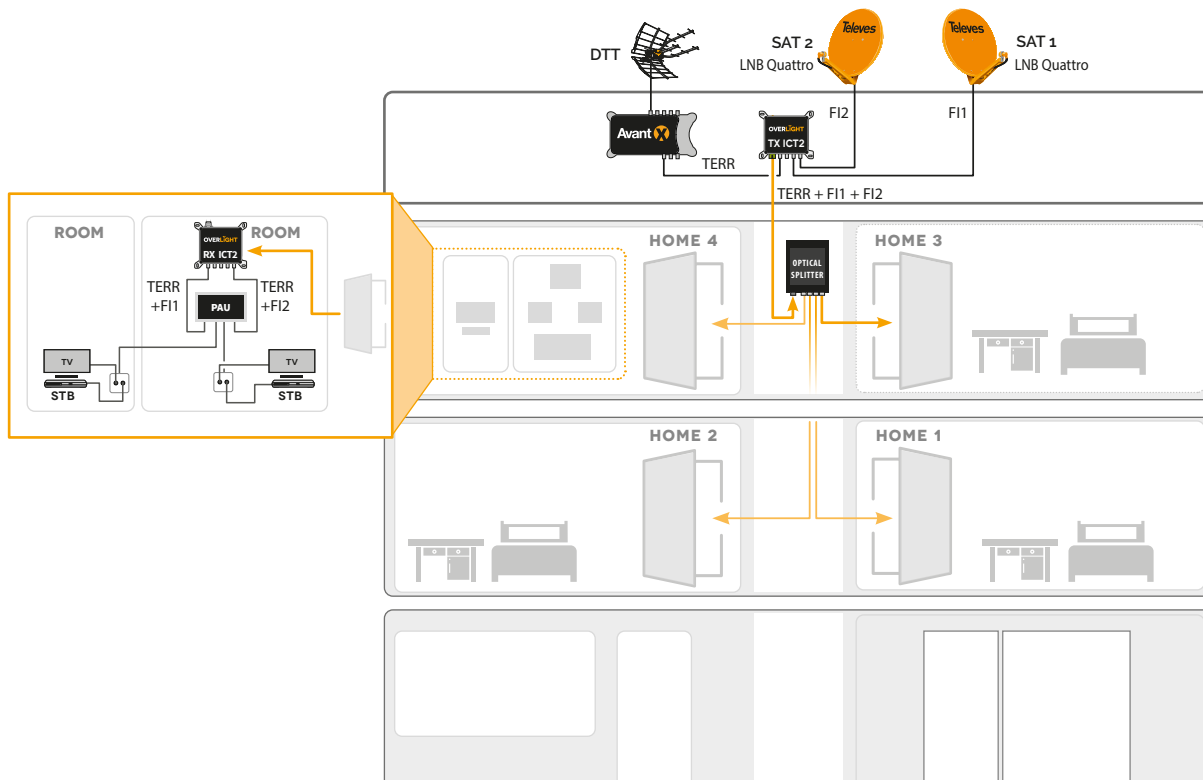 Televes
Televes
SAT 2
LNB Quattro
SAT 1
LNB Quattro
DTT
FI2
FI1
Avant X
OVERLIGHT
TX ICT2
TERR
TERR + FI1 + FI2
ROOM
ROOM
OVERLIGHT
RX ICT2
TERR
+FI1
TERR
+FI2
PAU
TV
STB
TV
STB
HOME 4
OPTICAL
SPLITTER
HOME 3
HOME 2
HOME 1